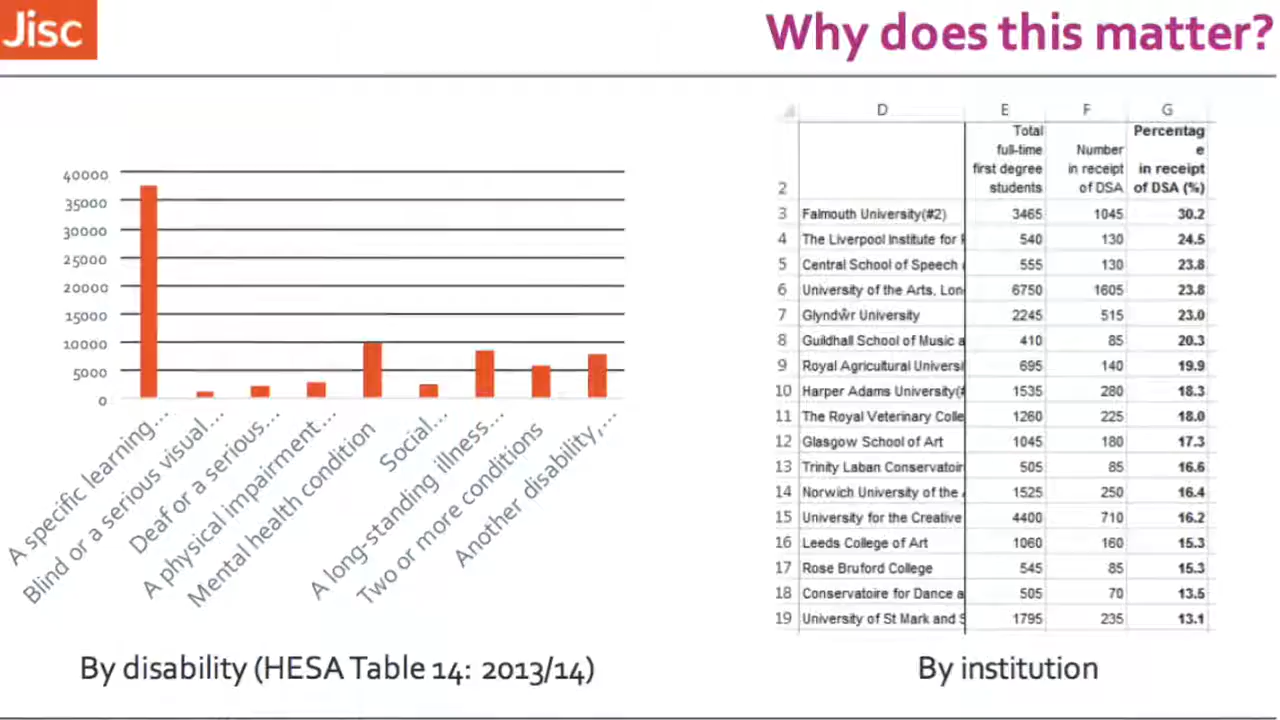 Jisc
Why does this matter?
40000
35000
30000
25000
20000
15000
10000
5000
0
A specific learning...
Blind or a serious visual...
Deaf or a serious...
A physical impairment...
Mental health condition
Social...
A long-standing illness...
Two or more conditions
Another disability,...
By disability (HESA Table 14: 2013/14)
D E F G
2 Total full-time first degree students Number in receipt of DSA Percentag e in receipt of DSA (%)
3 Falmouth University(#2) 3465 1045 30.2
4 The Liverpool Institute for 540 130 24.5
5 Central School of Speech 555 130 23.8
6 University of the Arts, Lon 6750 1605 23.8
7 Glyndŵr University 2245 515 23.0
8 Guildhall School of Music a 410 85 20.3
9 Royal Agricultural Universi 695 140 19.9
10 Harper Adams University(# 1535 280 18.3
11 The Royal Veterinary Colle 1260 225 18.0
12 Glasgow School of Art 1045 180 17.3
13 Trinity Laban Conservatoir 505 85 16.6
14 Norwich University of the 1525 250 16.4
15 University for the Creative 4400 710 16.2
16 Leeds College of Art 1060 160 15.3
17 Rose Bruford College 545 85 15.3
18 Conservatoire for Dance a 505 70 13.5
19 University of St Mark and S 1795 235 13.1
By institution